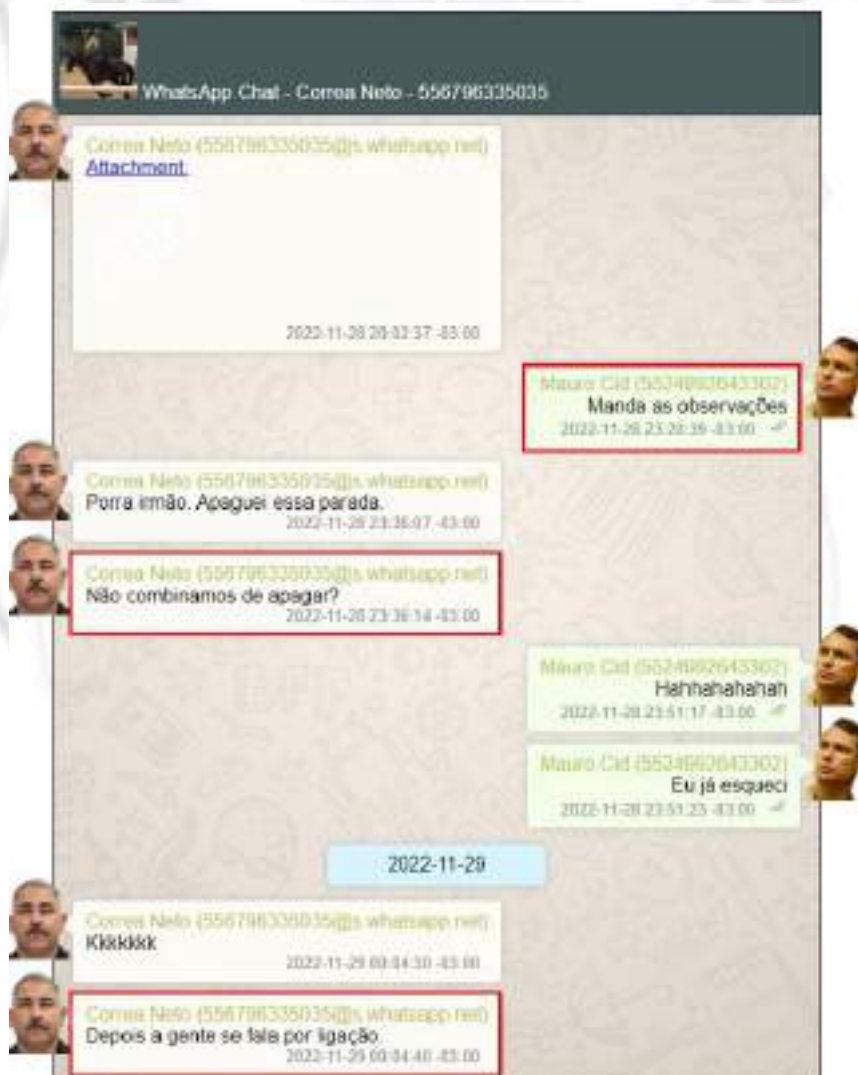 WhatsApp Chat - Correa Neto - 556796335035
Correa Neto (556796335035@s.whatsapp.net)
Attachment
2022-11-28 20:02:37 -03:00
Mauro Cid (5524992643302)
Manda as observações
2022-11-28 23:28:39 -03:00
Correa Neto (556796335035@s.whatsapp.net)
Porra irmão. Apaguei essa parada.
2022-11-28 23:36:07 -03:00
Correa Neto (556796335035@s.whatsapp.net)
Não combinamos de apagar?
2022-11-28 23:36:14 -03:00
Mauro Cid (5524992643302)
Hahhahahahah
2022-11-28 23:51:17 -03:00
Mauro Cid (5524992643302)
Eu já esqueci
2022-11-28 23:51:23 -03:00
2022-11-29
Correa Neto (556796335035@s.whatsapp.net)
Kkkkkkk
2022-11-29 00:04:30 -03:00
Correa Neto (556796335035@s.whatsapp.net)
Depois a gente se fala por ligação.
2022-11-29 00:04:40 -03:00